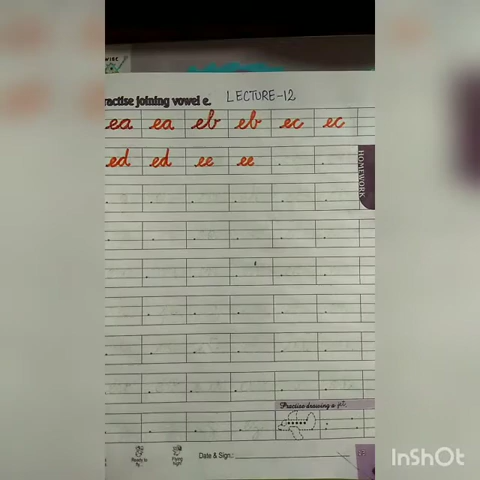 ractise joining vowel e. LECTURE-12
ea ea eb eb ec ec
ed ed ee ee
HOMEWORK
Practise drawing a jet.
Date & Sign.:
InShOt